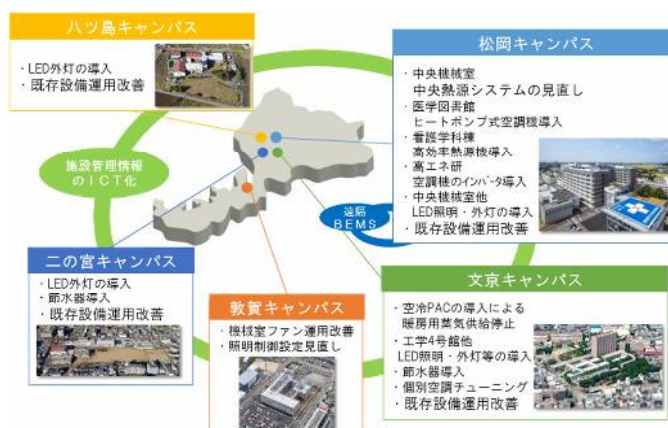 八ツ島キャンパス
・LED外灯の導入
・既存設備運用改善
松岡キャンパス
・中央機械室
中央熱源システムの見直し
・医学図書館
ヒートポンプ式空調機導入
・看護学科棟
高効率熱源機導入
・高エネ研
空調機のインバータ導入
・中央機械室他
LED照明・外灯の導入
・既存設備運用改善
施設管理情報
のICT化
遠隔
BEMS
二の宮キャンパス
・LED外灯の導入
・節水器導入
・既存設備運用改善
敦賀キャンパス
・機械室ファン運用改善
・照明制御設定見直し
文京キャンパス
・空冷PACの導入による
暖房用蒸気供給停止
・工学4号館他
LED照明・外灯等の導入
・節水器導入
・個別空調チューニング
・既存設備運用改善